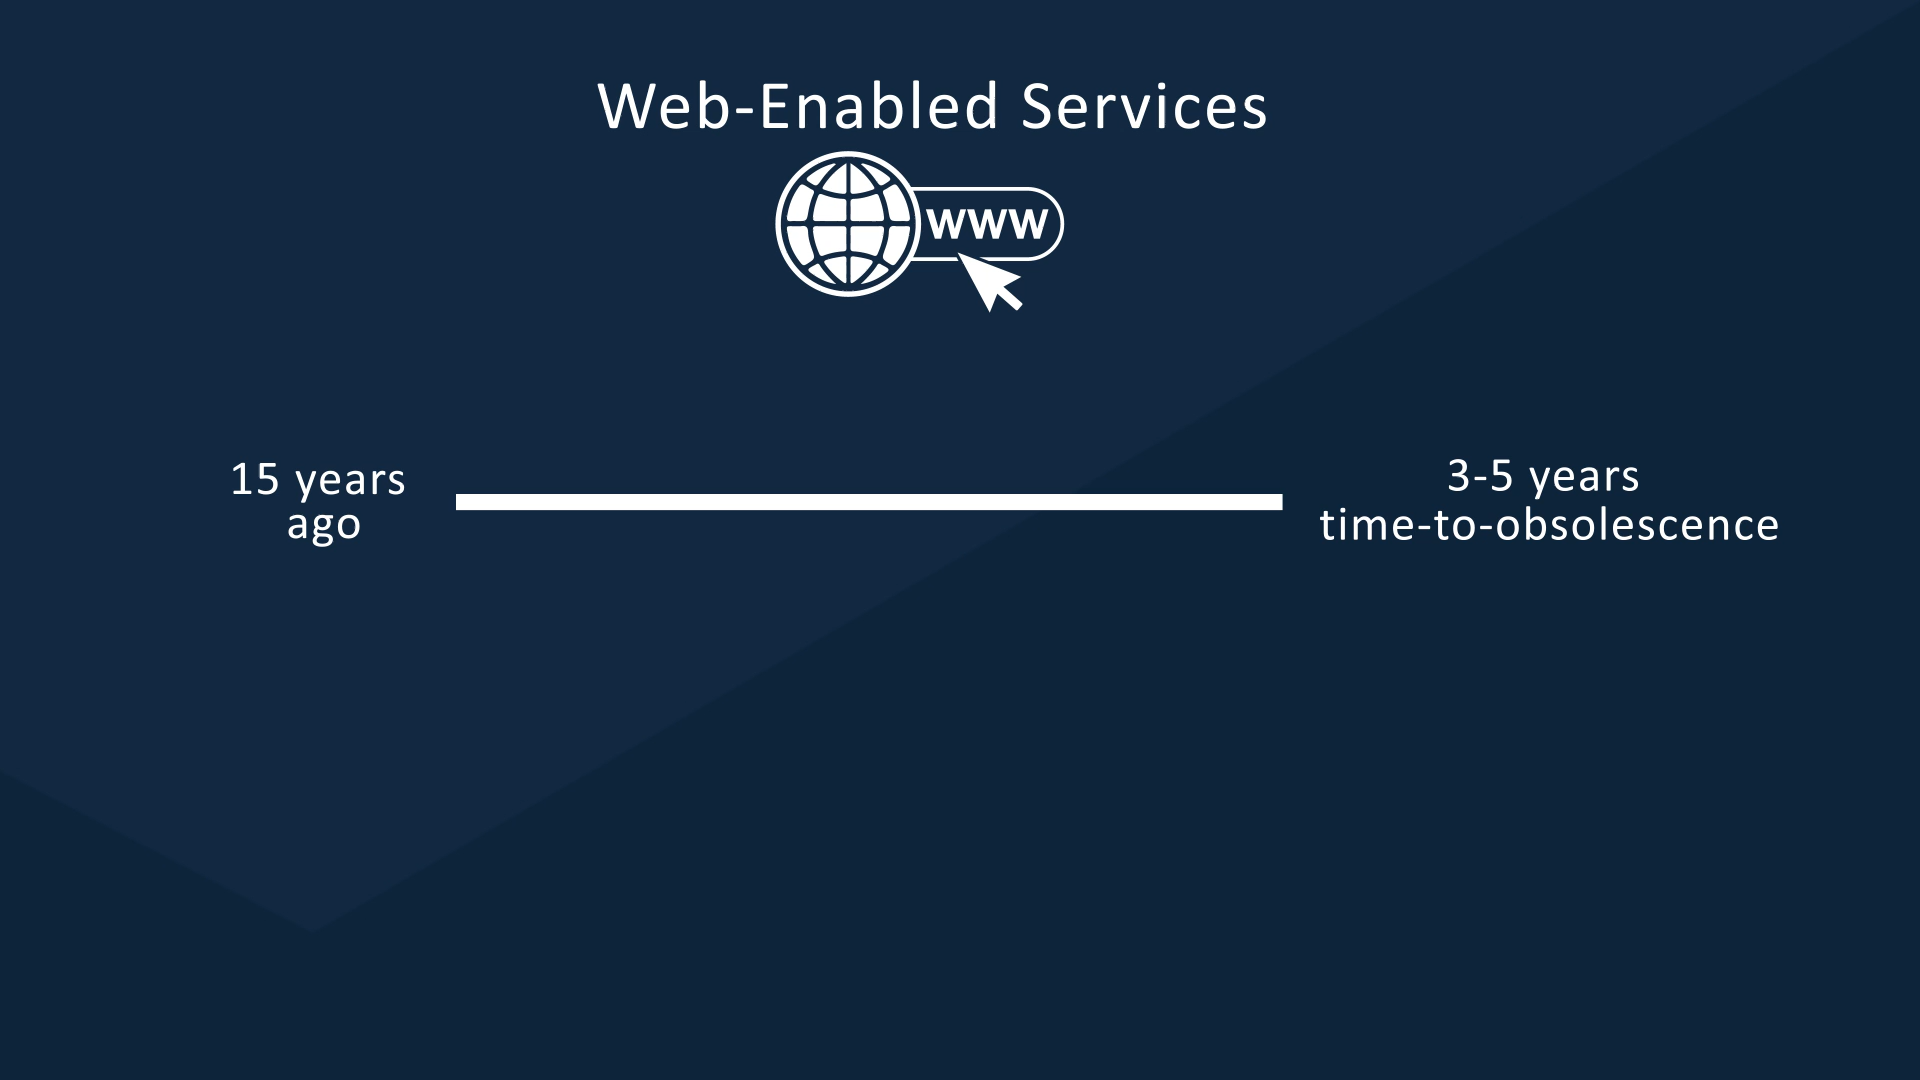 Web-Enabled Services
www
15 years
ago
3-5 years
time-to-obsolescence